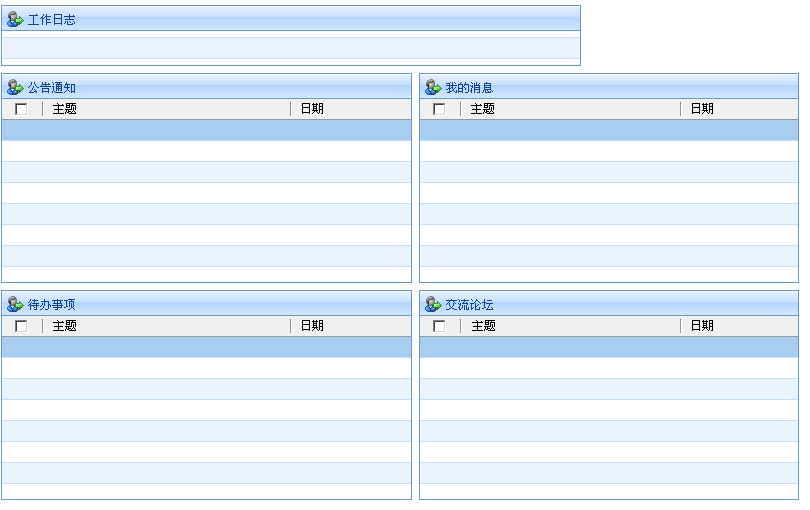 工作日志
公告通知 我的消息
主题 日期 主题 日期
待办事项 交流论坛
主题 日期 主题 日期